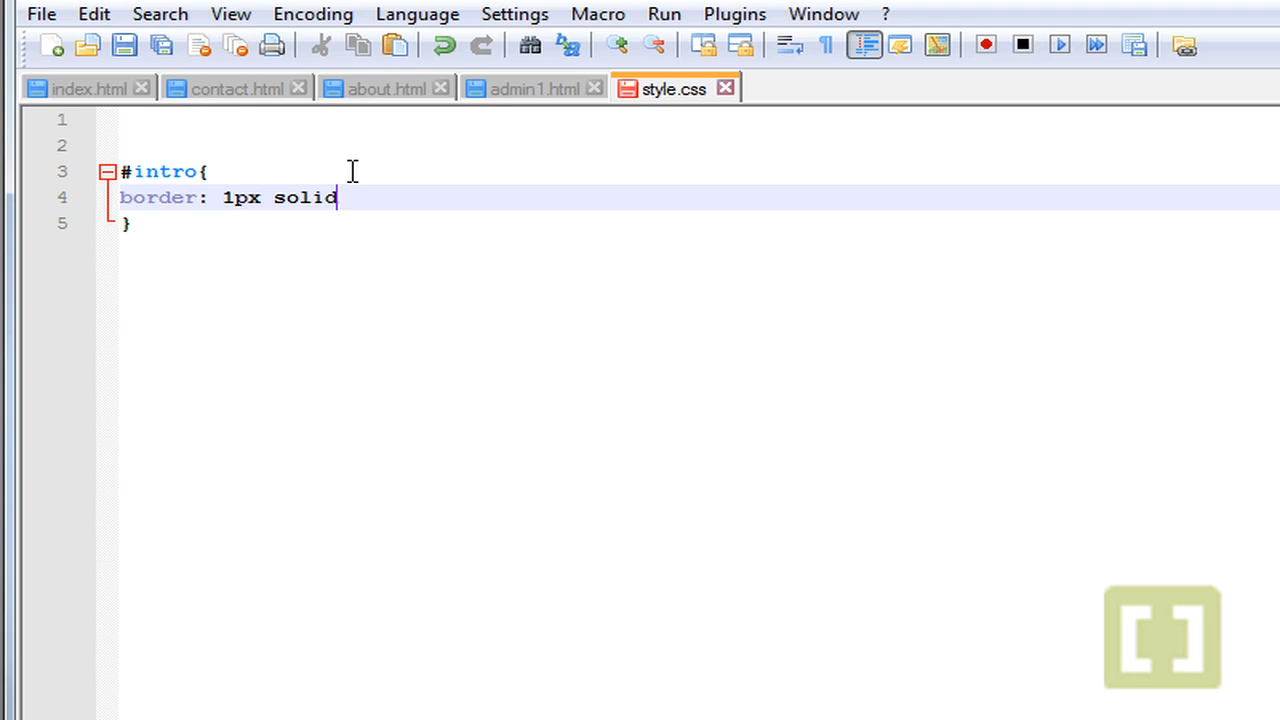 File Edit Search View Encoding Language Settings Macro Run Plugins Window ?
index.html contact.html about.html admin1.html style.css
1
2
3 #intro{
4 border: 1px solid
5 }